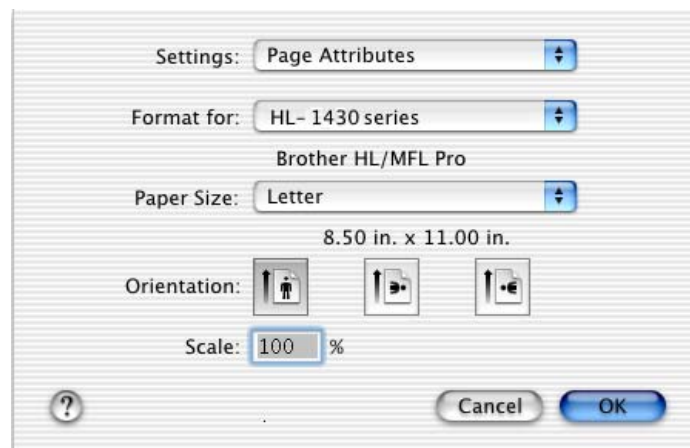 Settings: Page Attributes
Format for: HL- 1430 series
Brother HL/MFL Pro
Paper Size: Letter
8.50 in. x 11.00 in.
Orientation:
Scale: 100 %
? Cancel OK